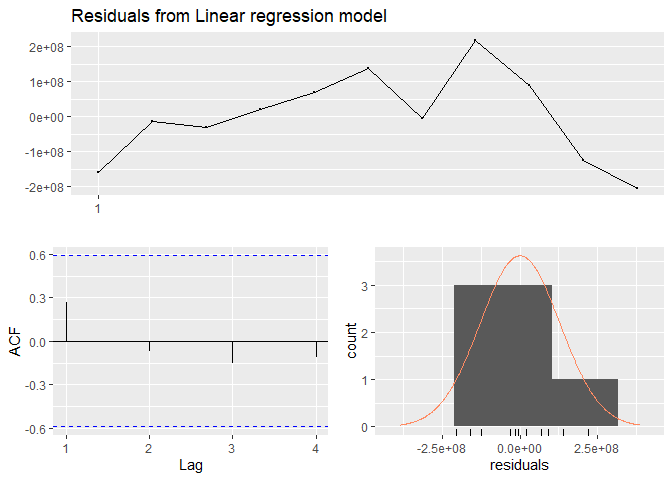 Residuals from Linear regression model
2e+08
1e+08
0e+00
-1e+08
-2e+08
1
0.6
0.3
0.0
-0.3
-0.6
ACF
1 2 3 4
Lag
3
2
1
0
count
-2.5e+08 0.0e+00 2.5e+08
residuals